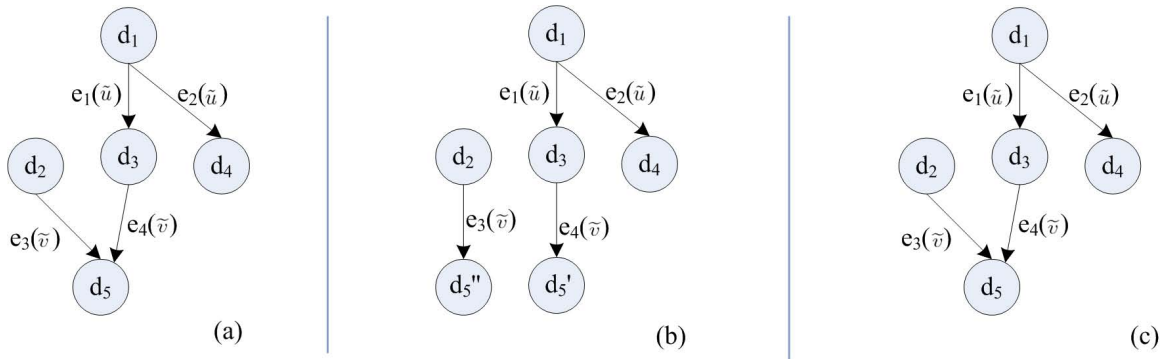 d₁
e₁(ũ)
e₂(ũ)
d₂
d₃
d₄
e₃(ṽ)
e₄(ṽ)
d₅
(a)
d₁
e₁(ũ)
e₂(ũ)
d₂
d₃
d₄
e₃(ṽ)
e₄(ṽ)
d₅''
d₅'
(b)
d₁
e₁(ũ)
e₂(ũ)
d₂
d₃
d₄
e₃(ṽ)
e₄(ṽ)
d₅
(c)